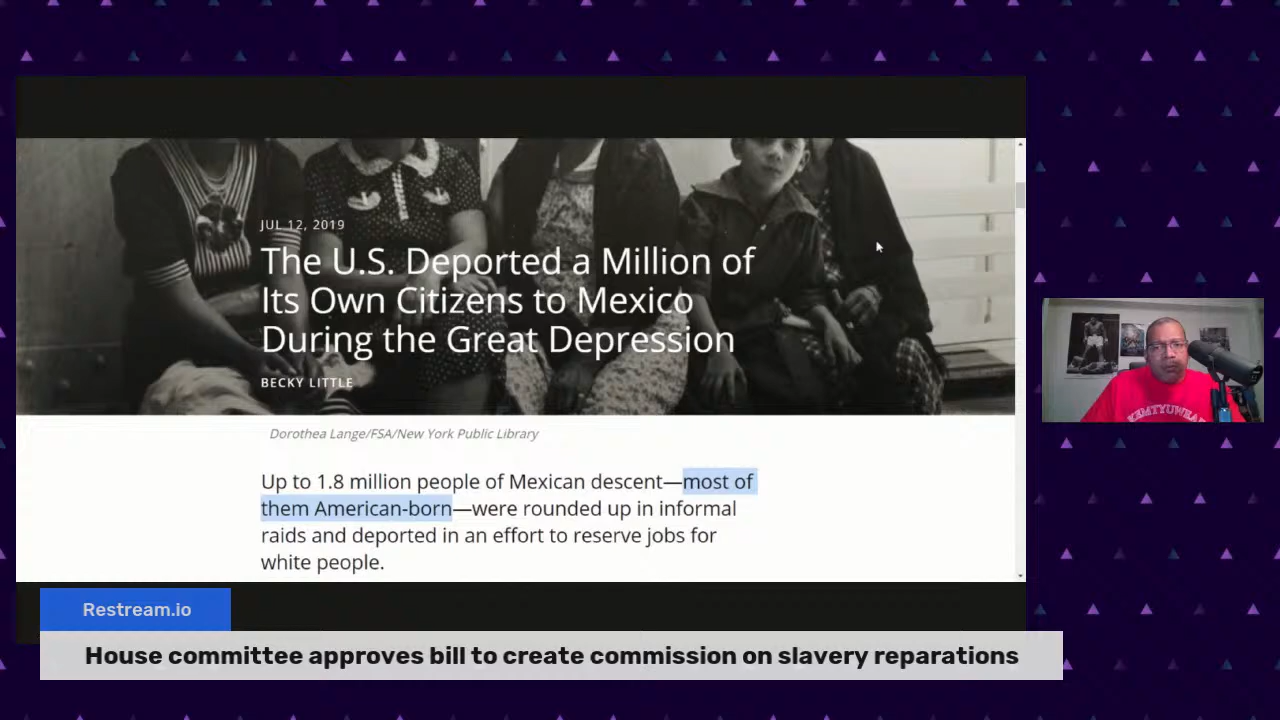 JUL 12, 2019
The U.S. Deported a Million of
Its Own Citizens to Mexico
During the Great Depression
BECKY LITTLE
Dorothea Lange/FSA/New York Public Library
Up to 1.8 million people of Mexican descent—most of
them American-born—were rounded up in informal
raids and deported in an effort to reserve jobs for
white people.
KEMTYUWEAR
Restream.io
House committee approves bill to create commission on slavery reparations